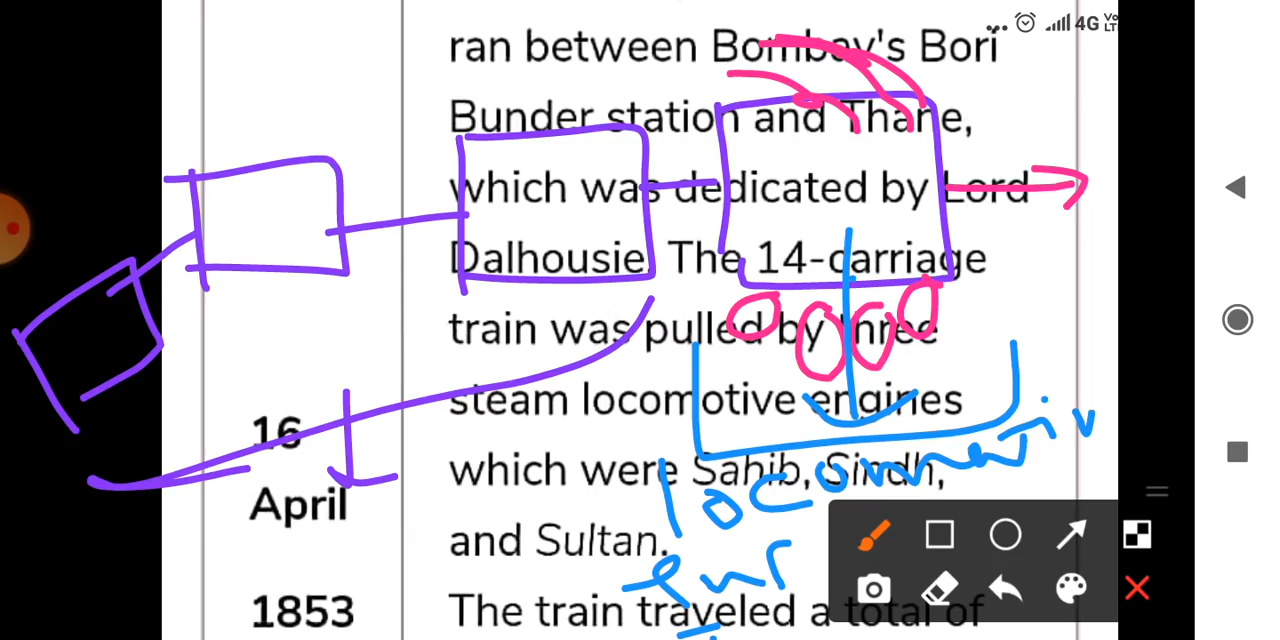 4G
ran between Bombay's Bori
Bunder station and Thane,
which was dedicated by Lord
Dalhousie. The 14-carriage
train was pulled by three
steam locomotive engines
which were Sahib, Sindh,
and Sultan.
The train traveled a total of
16
April
1853